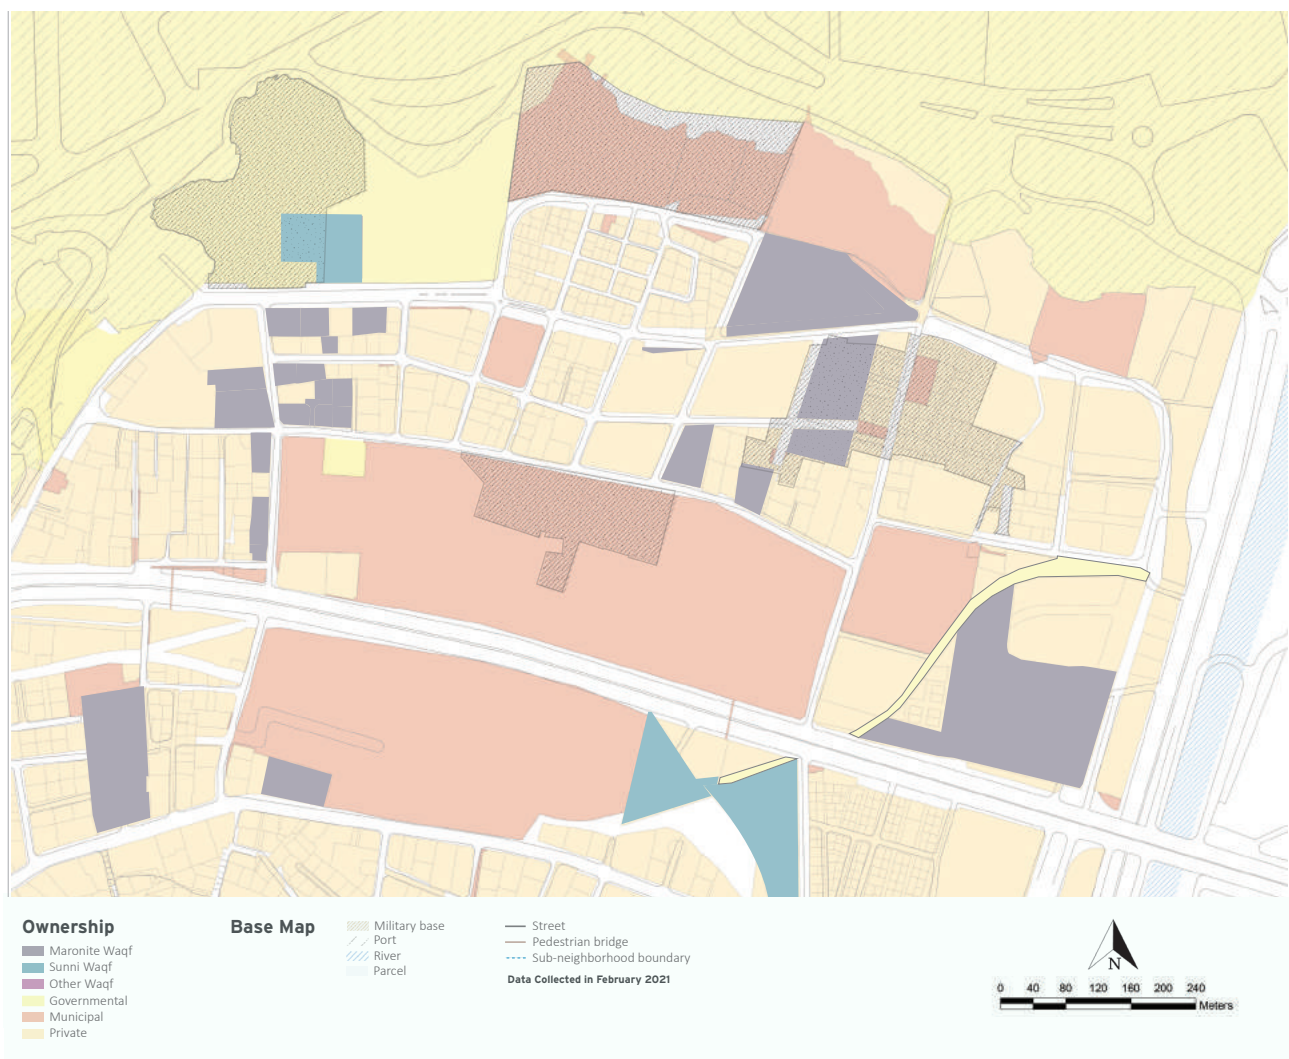 Ownership
Maronite Waqf
Sunni Waqf
Other Waqf
Governmental
Municipal
Private
Base Map
Military base
Port
River
Parcel
Street
Pedestrian bridge
Sub-neighborhood boundary
Data Collected in February 2021
N
0 40 80 120 160 200 240
Meters